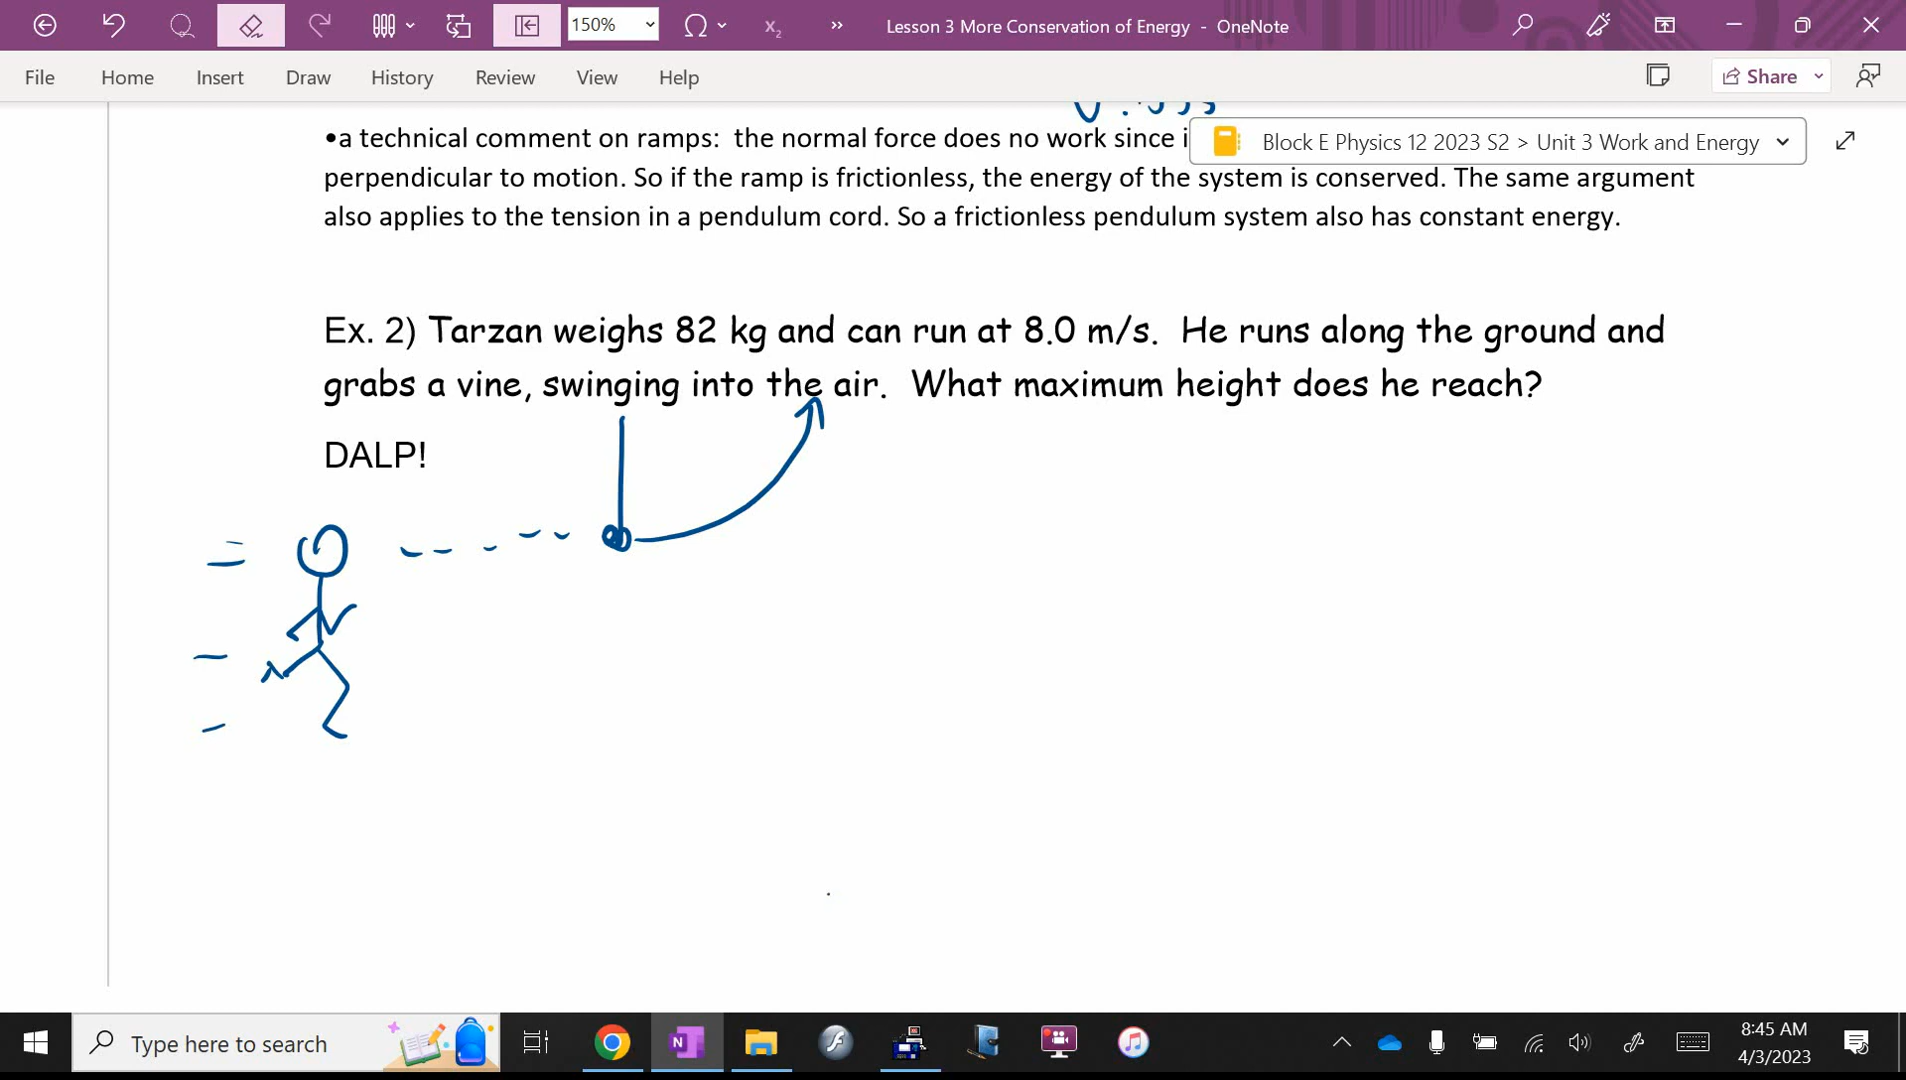 150%
Ω
x₂
»
Lesson 3 More Conservation of Energy - OneNote
File Home Insert Draw History Review View Help
Share
•a technical comment on ramps: the normal force does no work since i
Block E Physics 12 2023 S2 > Unit 3 Work and Energy
perpendicular to motion. So if the ramp is frictionless, the energy of the system is conserved. The same argument
also applies to the tension in a pendulum cord. So a frictionless pendulum system also has constant energy.
Ex. 2) Tarzan weighs 82 kg and can run at 8.0 m/s. He runs along the ground and
grabs a vine, swinging into the air. What maximum height does he reach?
DALP!
Type here to search
8:45 AM
4/3/2023